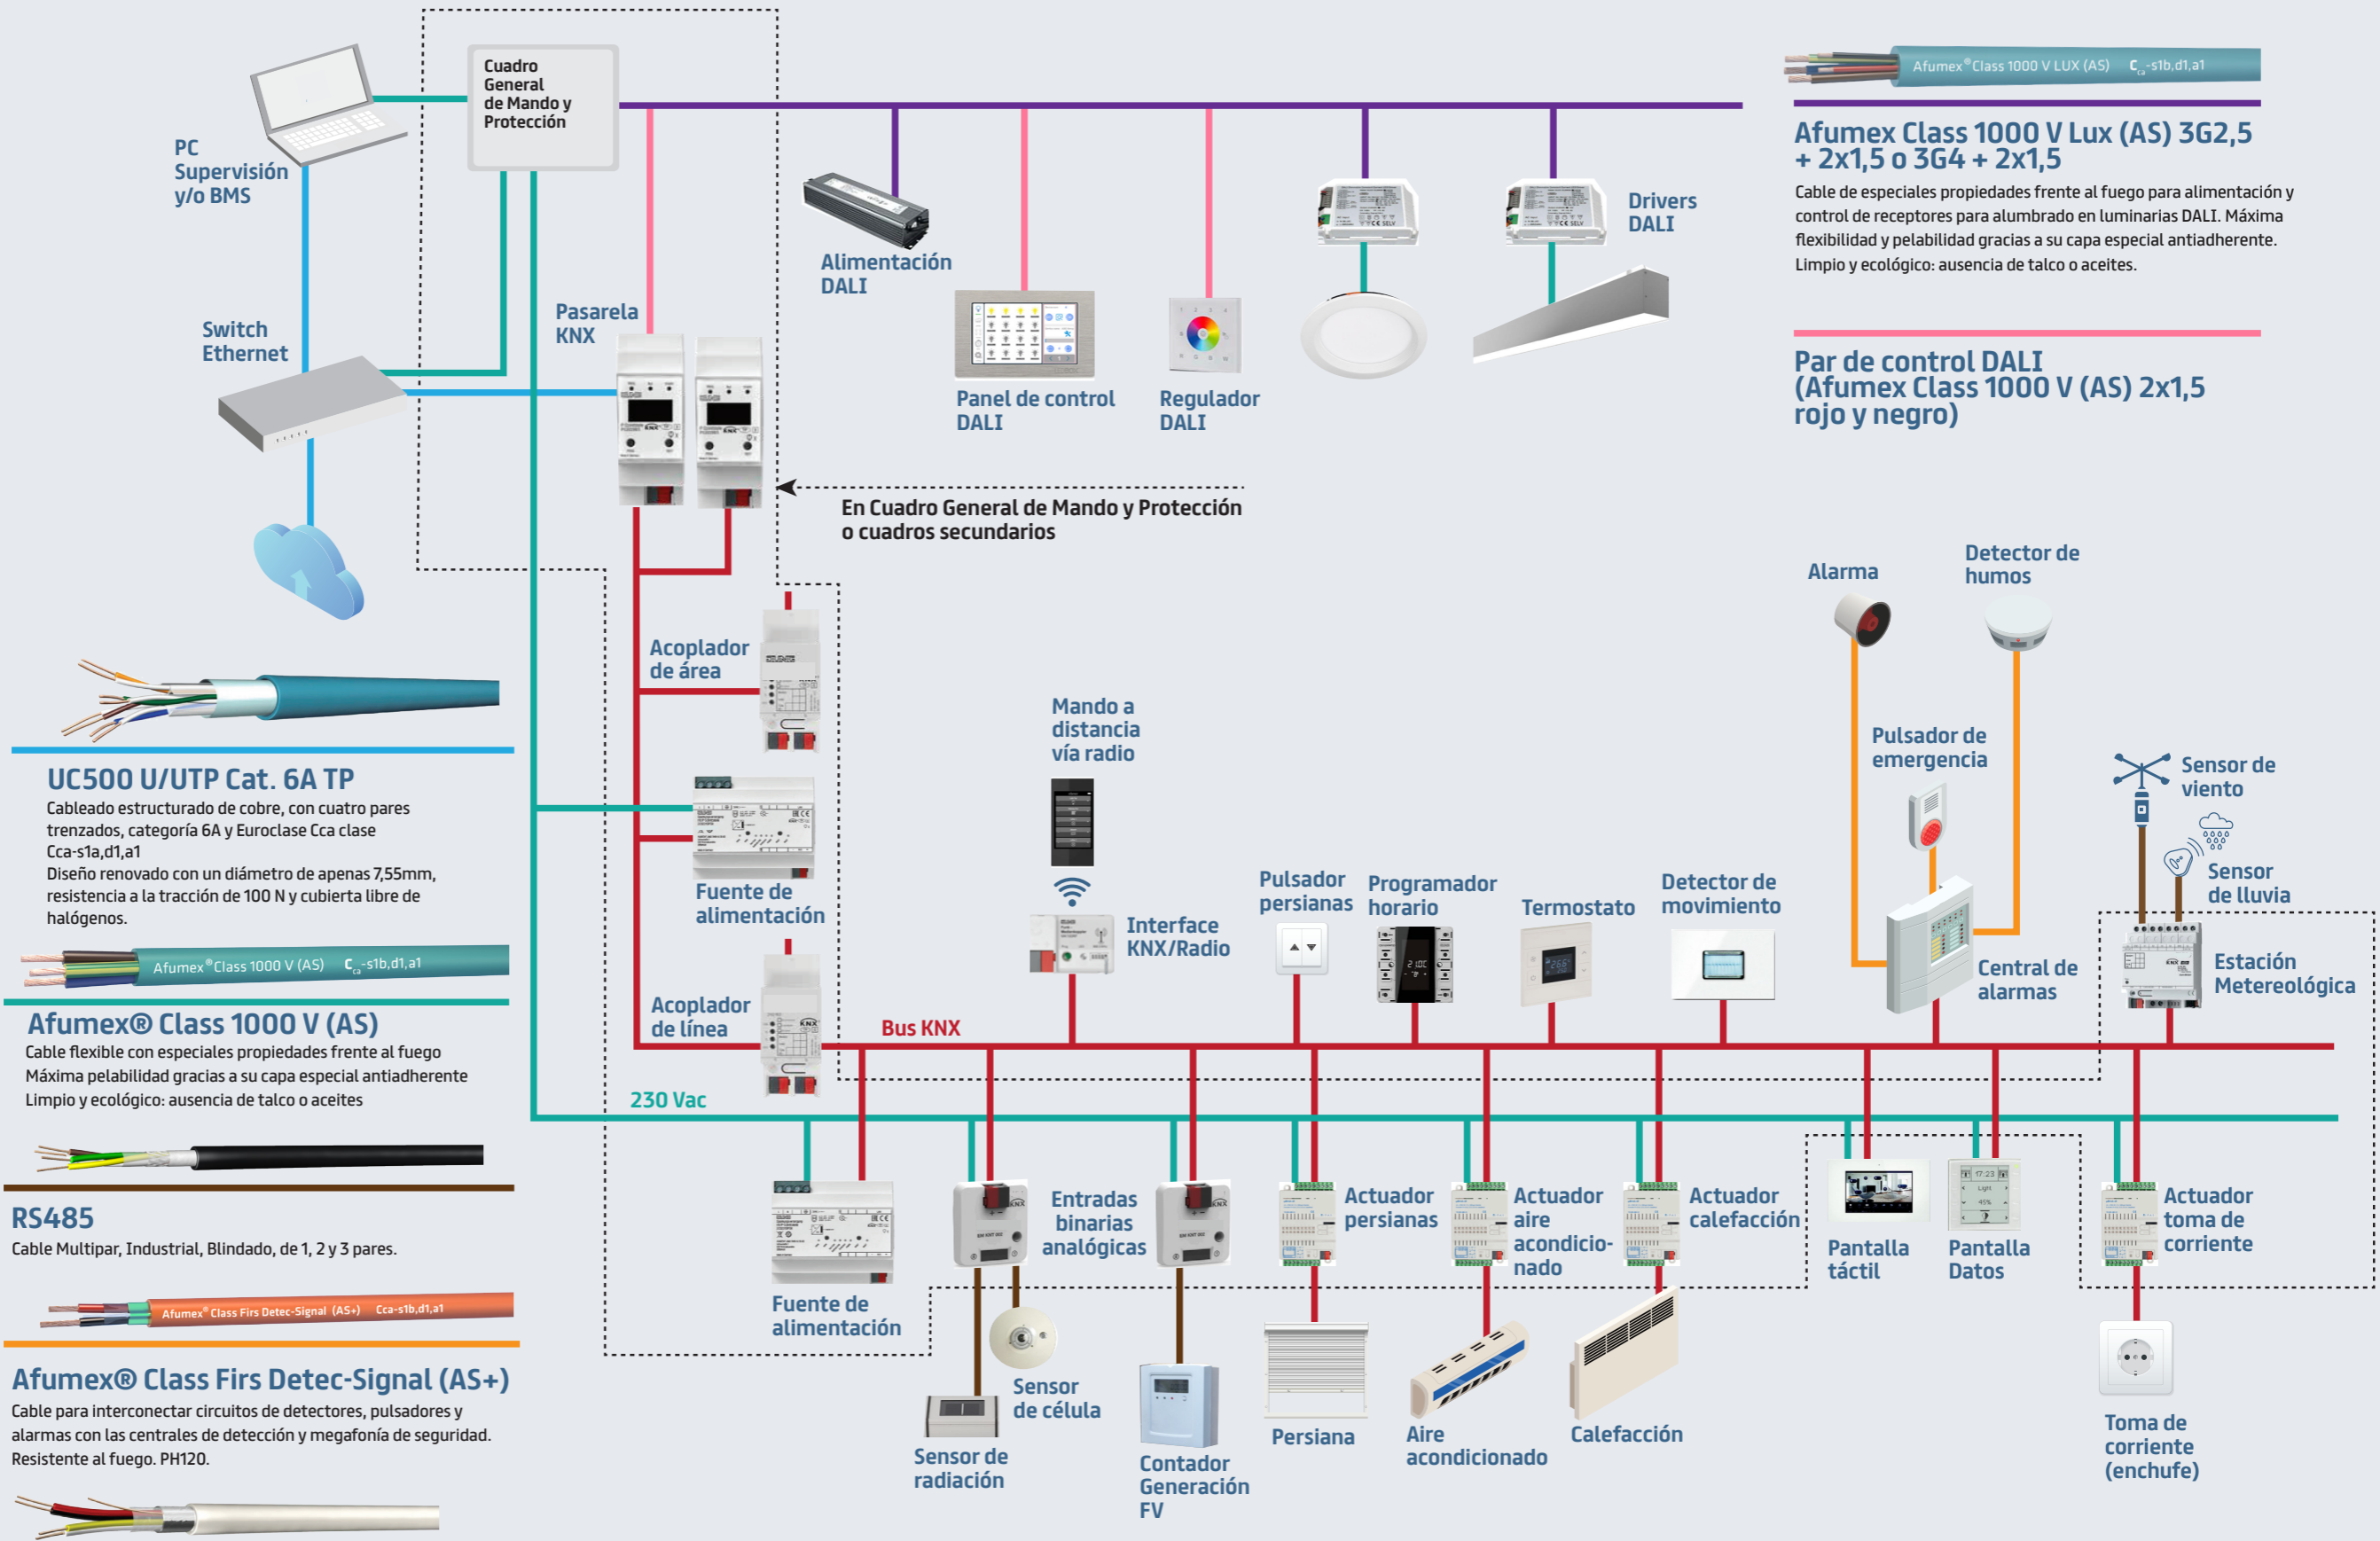 Cuadro
General
de Mando y
Protección
PC
Supervisión
y/o BMS
Switch
Ethernet
Pasarela
KNX
Alimentación
DALI
Panel de control
DALI
Regulador
DALI
Drivers
DALI
Afumex® Class 1000 V LUX (AS) Cca-s1b,d1,a1
Afumex Class 1000 V Lux (AS) 3G2,5
+ 2x1,5 o 3G4 + 2x1,5
Cable de especiales propiedades frente al fuego para alimentación y
control de receptores para alumbrado en luminarias DALI. Máxima
flexibilidad y pelabilidad gracias a su capa especial antiadherente.
Limpio y ecológico: ausencia de talco o aceites.
Par de control DALI
(Afumex Class 1000 V (AS) 2x1,5
rojo y negro)
En Cuadro General de Mando y Protección
o cuadros secundarios
Acoplador
de área
Fuente de
alimentación
Acoplador
de línea
KNX
Mando a
distancia
vía radio
Interface
KNX/Radio
Pulsador
persianas
Programador
horario
Termostato
Detector de
movimiento
Alarma
Detector de
humos
Pulsador de
emergencia
Central de
alarmas
Sensor de
viento
Sensor
de lluvia
Estación
Metereológica
Bus KNX
230 Vac
Fuente de
alimentación
Entradas
binarias
analógicas
Actuador
persianas
Actuador
aire
acondicio-
nado
Actuador
calefacción
Pantalla
táctil
17:23
Light
45%
Pantalla
Datos
Actuador
toma de
corriente
Sensor de
radiación
Sensor
de célula
Contador
Generación
FV
Persiana
Aire
acondicionado
Calefacción
Toma de
corriente
(enchufe)
UC500 U/UTP Cat. 6A TP
Cableado estructurado de cobre, con cuatro pares
trenzados, categoría 6A y Euroclase Cca clase
Cca-s1a,d1,a1
Diseño renovado con un diámetro de apenas 7,55mm,
resistencia a la tracción de 100 N y cubierta libre de
halógenos.
Afumex® Class 1000 V (AS) Cca-s1b,d1,a1
Afumex® Class 1000 V (AS)
Cable flexible con especiales propiedades frente al fuego
Máxima pelabilidad gracias a su capa especial antiadherente
Limpio y ecológico: ausencia de talco o aceites
RS485
Cable Multipar, Industrial, Blindado, de 1, 2 y 3 pares.
Afumex® Class Firs Detec-Signal (AS+) Cca-s1b,d1,a1
Afumex® Class Firs Detec-Signal (AS+)
Cable para interconectar circuitos de detectores, pulsadores y
alarmas con las centrales de detección y megafonía de seguridad.
Resistente al fuego. PH120.